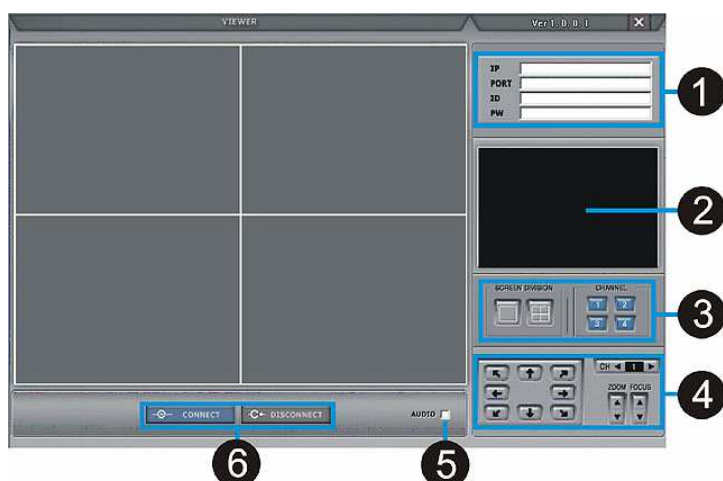 VIEWER
Ver 1. 0. 0. 1
IP
PORT
ID
PW
1
2
SCREEN DIVISION
CHANNEL
1 2
3 4
3
CH 1
ZOOM FOCUS
4
CONNECT
DISCONNECT
AUDIO
6
5